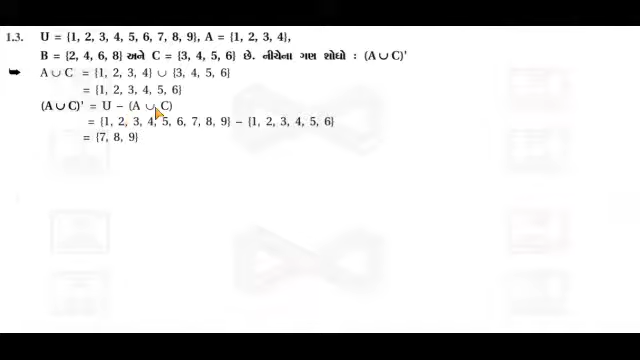 1.3. U = {1, 2, 3, 4, 5, 6, 7, 8, 9}, A = {1, 2, 3, 4},
B = {2, 4, 6, 8} અને C = {3, 4, 5, 6} છે. નીચેના ગણ શોધો : (A ∪ C)'
➥ A ∪ C = {1, 2, 3, 4} ∪ {3, 4, 5, 6}
= {1, 2, 3, 4, 5, 6}
(A ∪ C)' = U − (A ∪ C)
= {1, 2, 3, 4, 5, 6, 7, 8, 9} − {1, 2, 3, 4, 5, 6}
= {7, 8, 9}